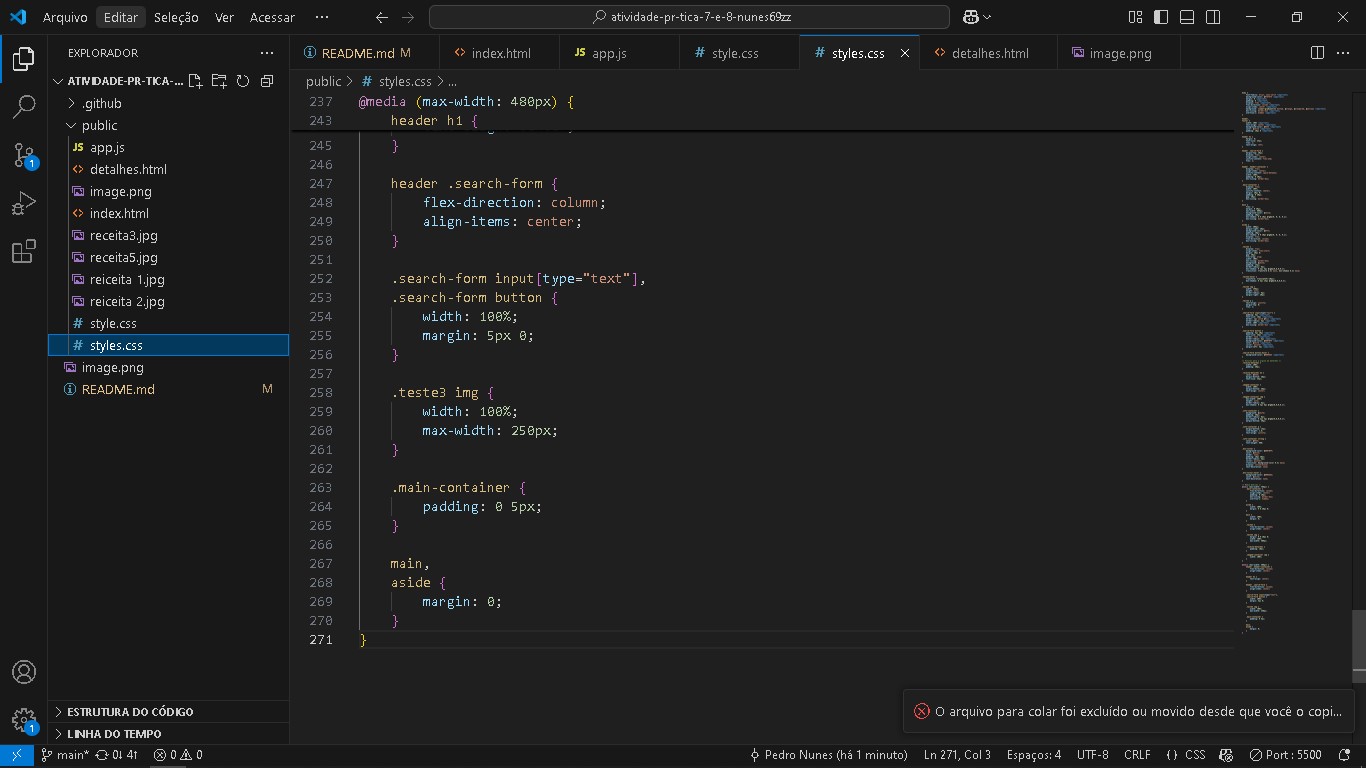 Arquivo Editar Seleção Ver Acessar ··· atividade-pr-tica-7-e-8-nunes69zz
EXPLORADOR ···
README.md M index.html app.js style.css styles.css detalhes.html image.png
ATIVIDADE-PR-TICA-...
public > styles.css > ...
.github
public
app.js
detalhes.html
image.png
index.html
receita3.jpg
receita5.jpg
reiceita 1.jpg
reiceita 2.jpg
style.css
styles.css
image.png
README.md M
237 @media (max-width: 480px) {
243 header h1 {
245 }
246
247 header .search-form {
248 flex-direction: column;
249 align-items: center;
250 }
251
252 .search-form input[type="text"],
253 .search-form button {
254 width: 100%;
255 margin: 5px 0;
256 }
257
258 .teste3 img {
259 width: 100%;
260 max-width: 250px;
261 }
262
263 .main-container {
264 padding: 0 5px;
265 }
266
267 main,
268 aside {
269 margin: 0;
270 }
271 }
1
1
ESTRUTURA DO CÓDIGO
LINHA DO TEMPO
O arquivo para colar foi excluído ou movido desde que você o copi...
main* 0↓ 4↑ 0 0 Pedro Nunes (há 1 minuto) Ln 271, Col 3 Espaços: 4 UTF-8 CRLF {} CSS Port : 5500